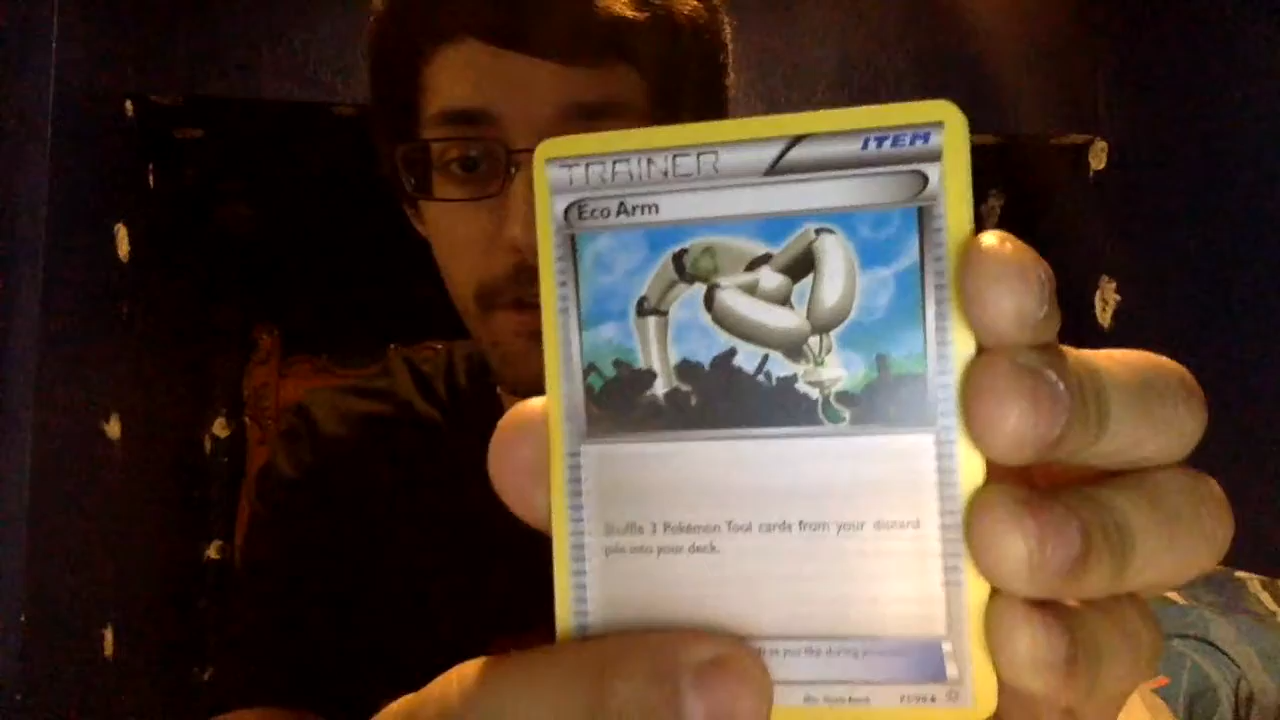 TRAINER ITEM
Eco Arm
Shuffle 3 Pokémon Tool cards from your discard
pile into your deck.